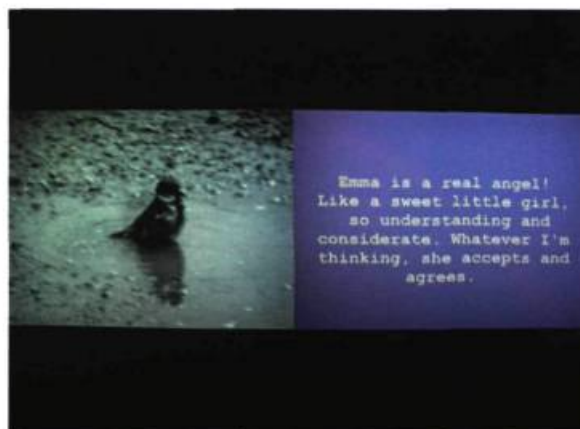 Emma is a real angel!
Like a sweet little girl,
so understanding and
considerate. Whatever I'm
thinking, she accepts and
agrees.